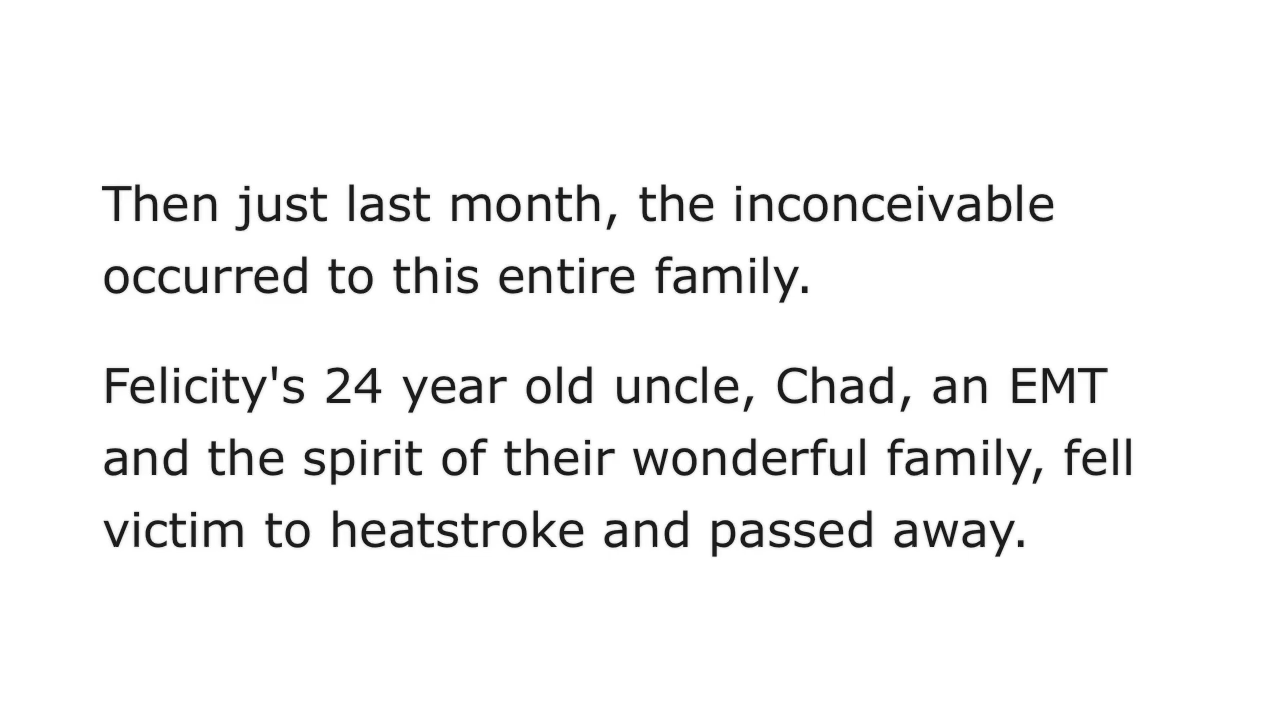 Then just last month, the inconceivable
occurred to this entire family.
Felicity's 24 year old uncle, Chad, an EMT
and the spirit of their wonderful family, fell
victim to heatstroke and passed away.